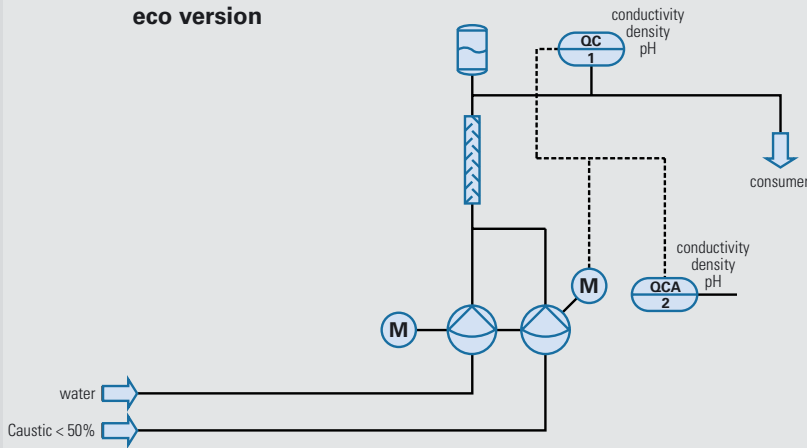 eco version
conductivity
density
pH
QC
1
consumer
conductivity
density
pH
M
QCA
2
M
water
Caustic < 50%